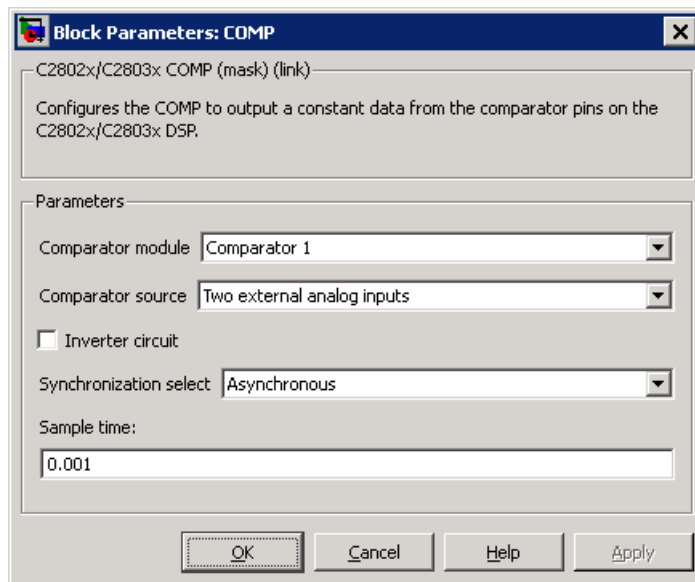 Block Parameters: COMP
C2802x/C2803x COMP (mask) (link)
Configures the COMP to output a constant data from the comparator pins on the
C2802x/C2803x DSP.
Parameters
Comparator module Comparator 1
Comparator source Two external analog inputs
Inverter circuit
Synchronization select Asynchronous
Sample time:
0.001
OK Cancel Help Apply